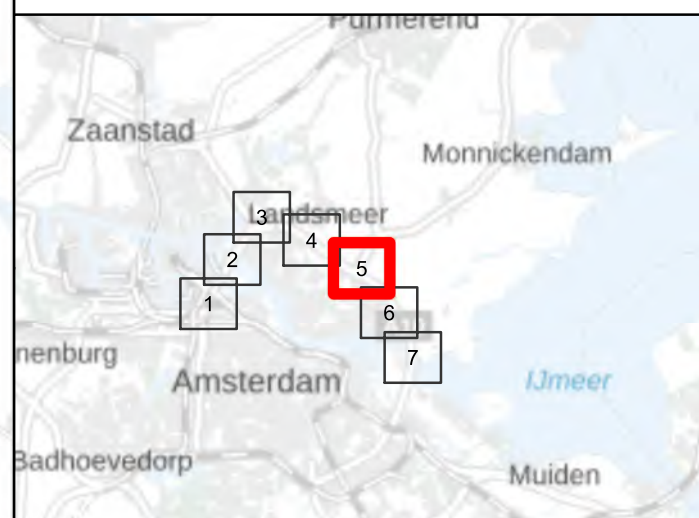 Purmerend
Zaanstad
Monnickendam
Landsmeer
3
4
5
2
1
6
7
nenburg
Amsterdam
IJmeer
Badhoevedorp
Muiden